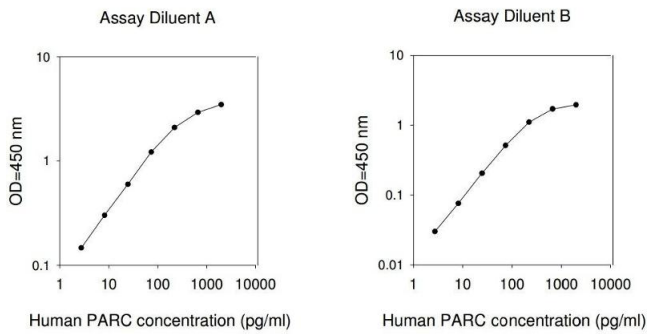 Assay Diluent A
10
1
0.1
OD=450 nm
1 10 100 1000 10000
Human PARC concentration (pg/ml)
Assay Diluent B
10
1
0.1
0.01
OD=450 nm
1 10 100 1000 10000
Human PARC concentration (pg/ml)